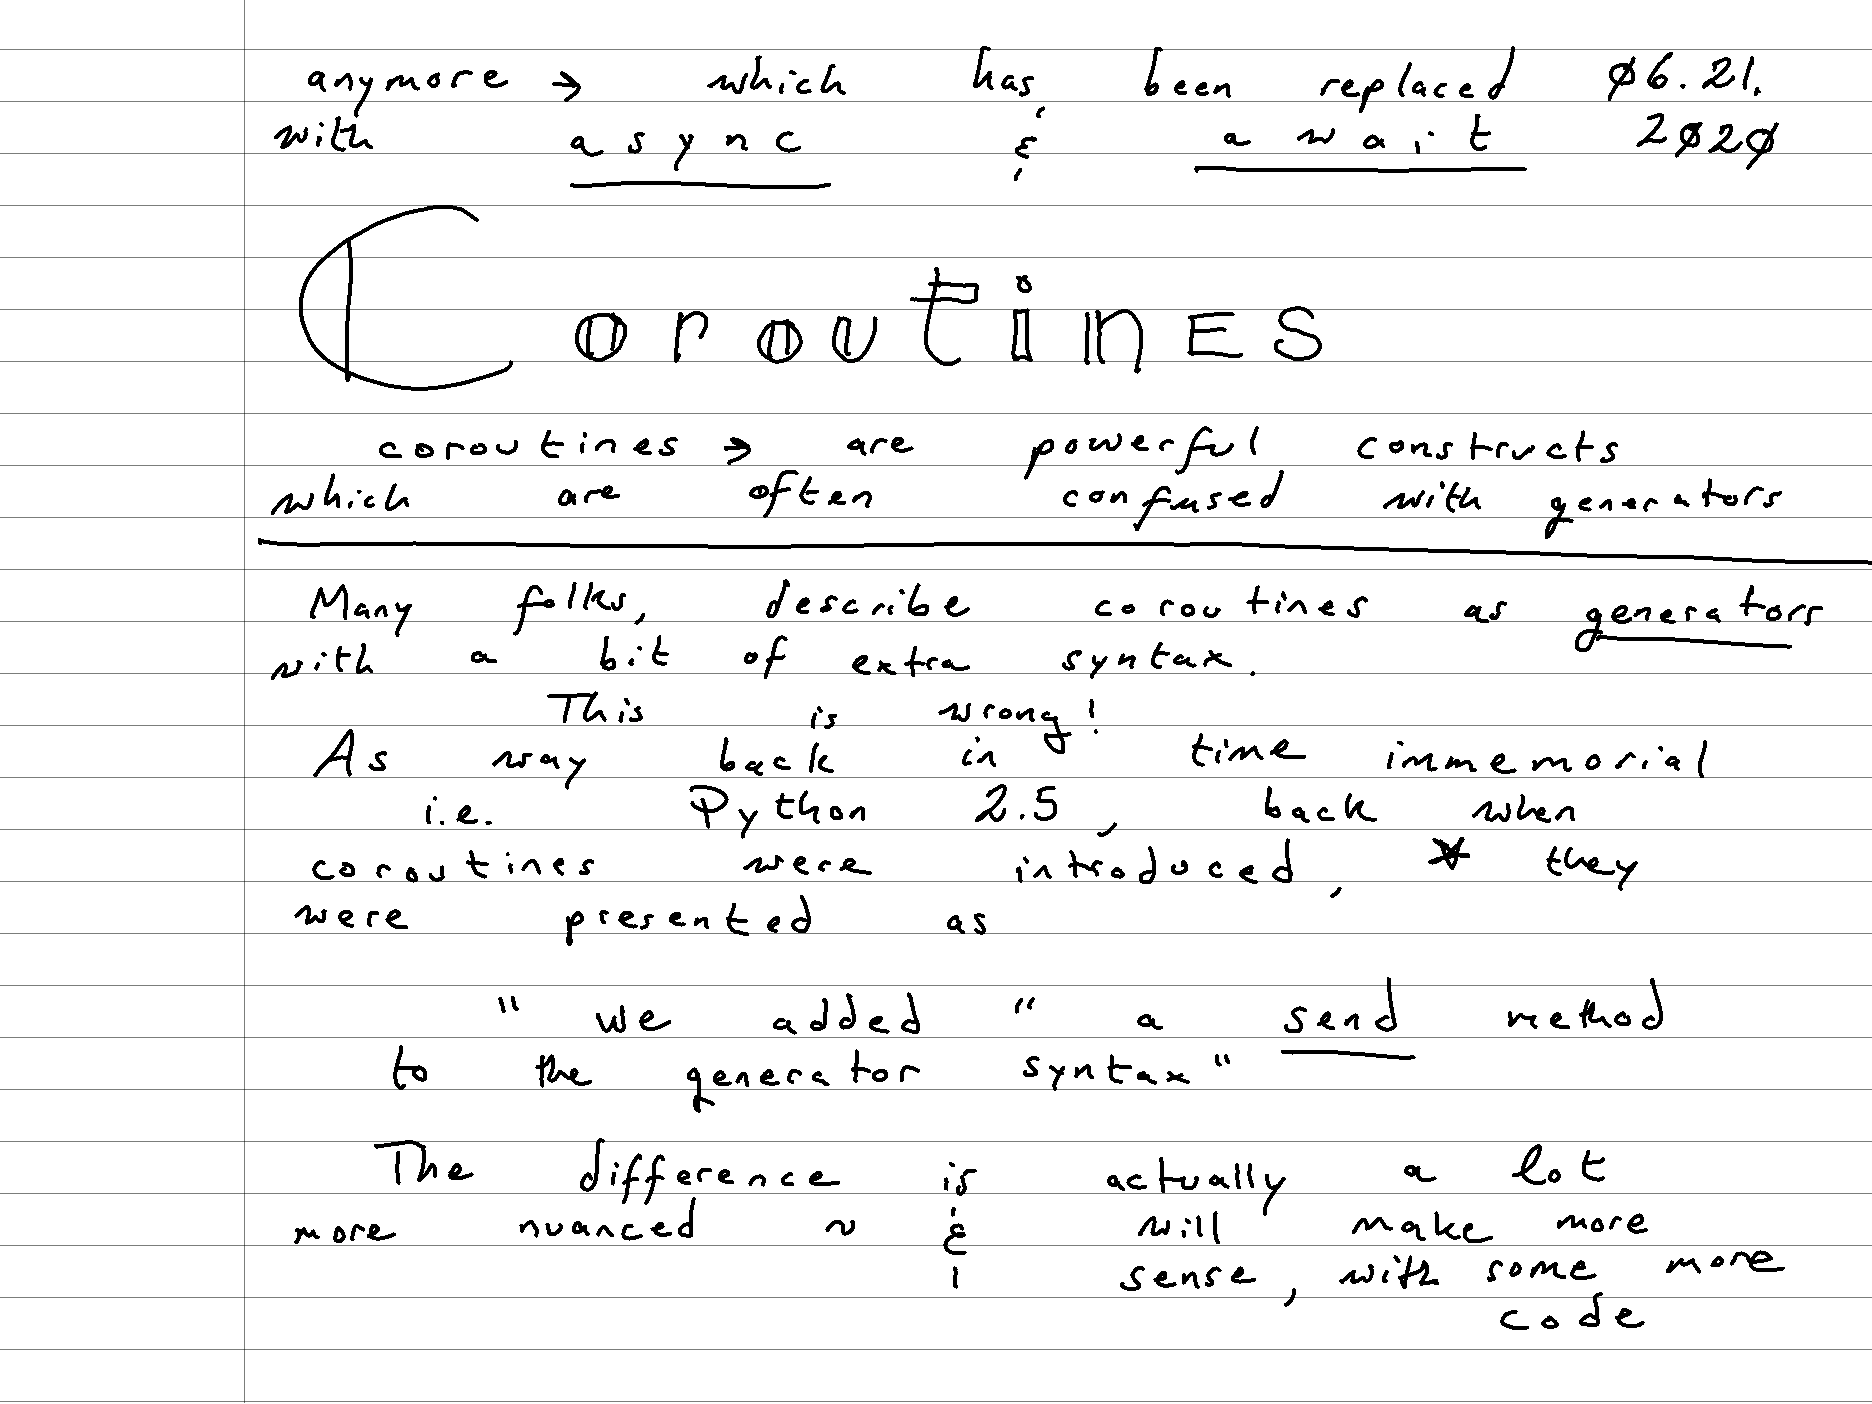 anymore → which has been replaced ø6.21.
with async & await 2ø2ø
CoroutinES
coroutines → are powerful constructs
which are often confused with generators
Many folks, describe coroutines as generators
with a bit of extra syntax.
This is wrong!
As way back in time immemorial
i.e. Python 2.5, back when
coroutines were introduced, * they
were presented as
" we added " a send method
to the generator syntax"
The difference is actually a lot
more nuanced ~ & will make more
sense, with some more
code